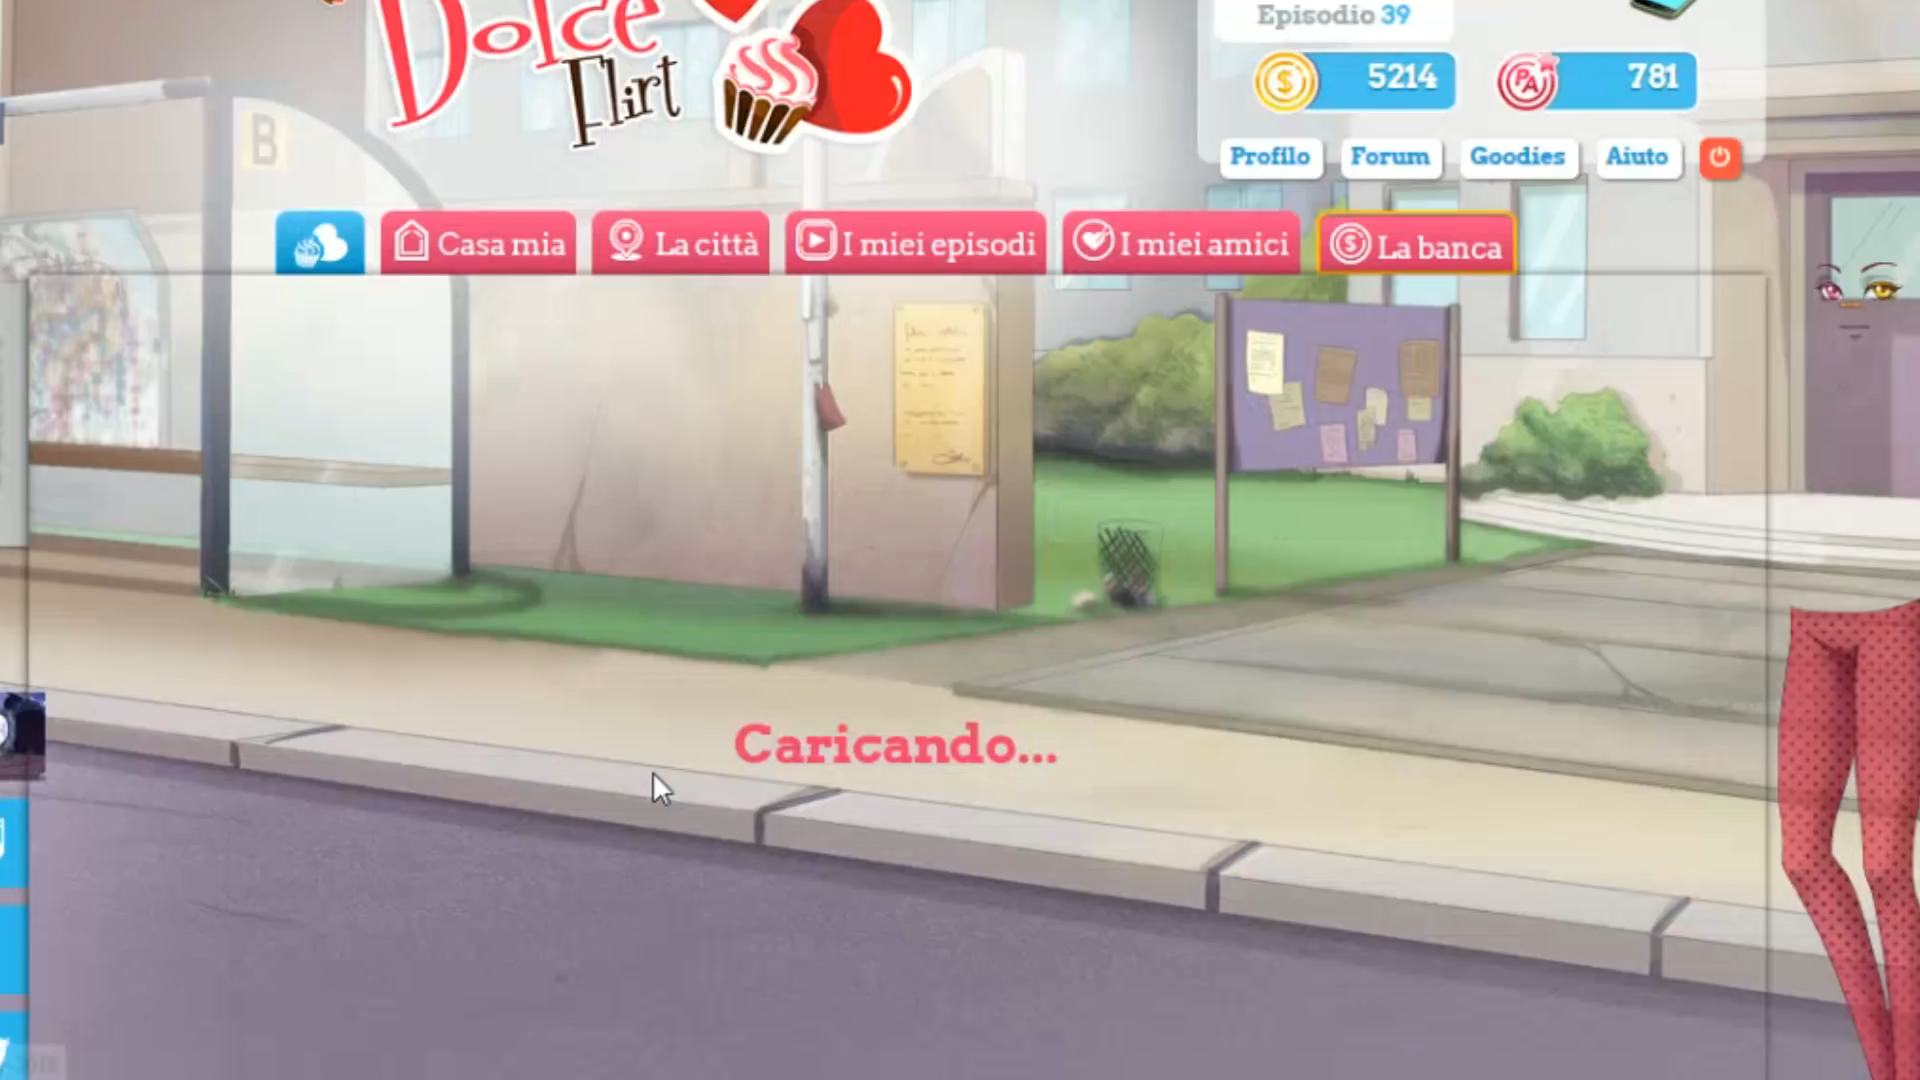 Dolce
Flirt
Episodio 39
5214
781
Profilo
Forum
Goodies
Aiuto
B
Casa mia
La città
I miei episodi
I miei amici
La banca
Caricando...